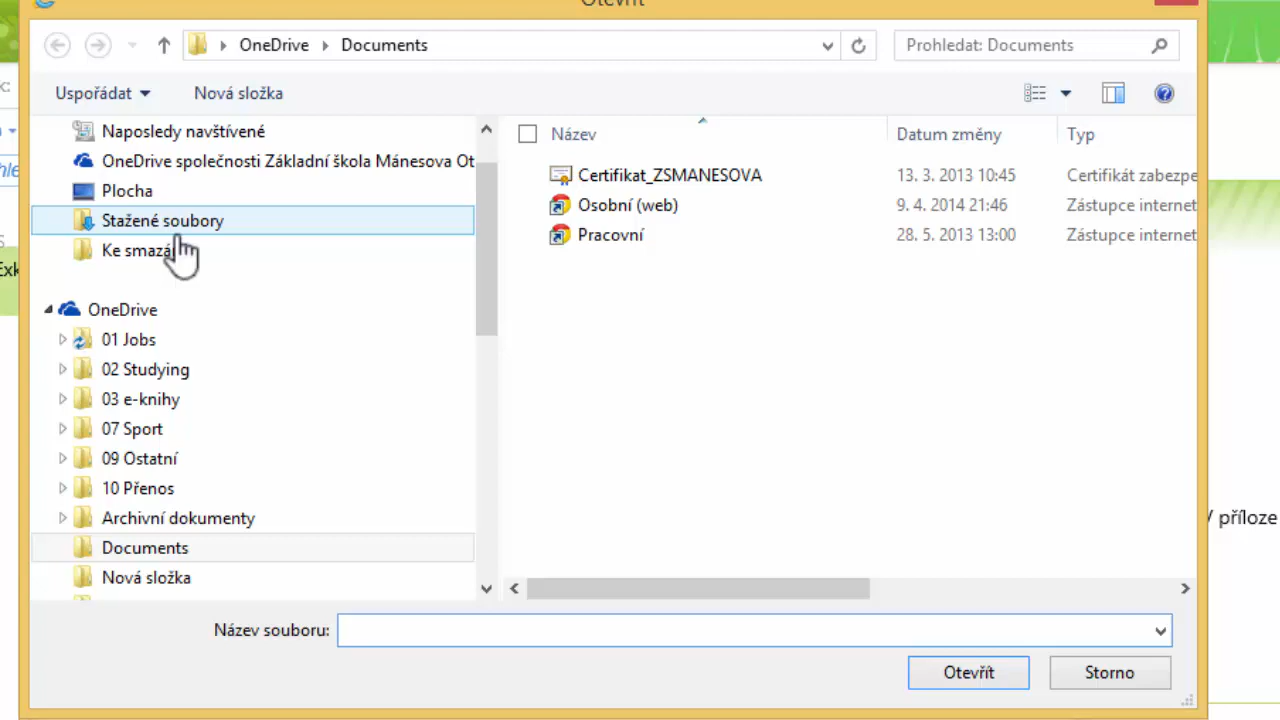 Otevřít
OneDrive Documents
Prohledat: Documents
Uspořádat Nová složka
Naposledy navštívené
OneDrive společnosti Základní škola Mánesova Ot
Plocha
Stažené soubory
Ke smazá
OneDrive
01 Jobs
02 Studying
03 e-knihy
07 Sport
09 Ostatní
10 Přenos
Archivní dokumenty
Documents
Nová složka
Název Datum změny Typ
Certifikat_ZSMANESOVA 13. 3. 2013 10:45 Certifikát zabezpe
Osobní (web) 9. 4. 2014 21:46 Zástupce internet
Pracovní 28. 5. 2013 13:00 Zástupce internet
příloze
Název souboru:
Otevřít Storno